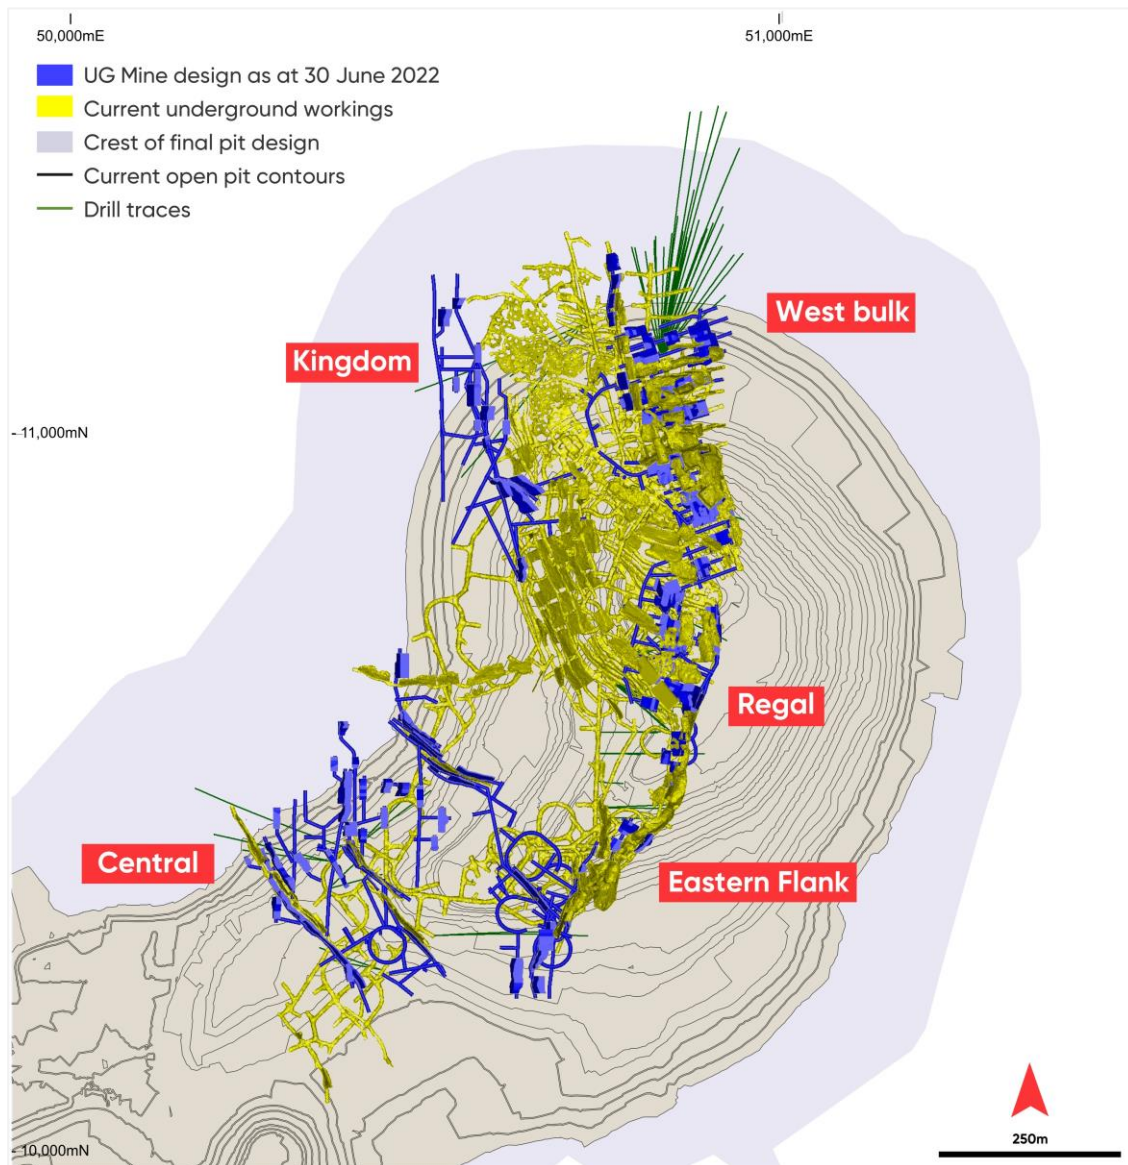 50,000mE
51,000mE
UG Mine design as at 30 June 2022
Current underground workings
Crest of final pit design
Current open pit contours
Drill traces
West bulk
Kingdom
11,000mN
Regal
Central
Eastern Flank
250m
10,000mN